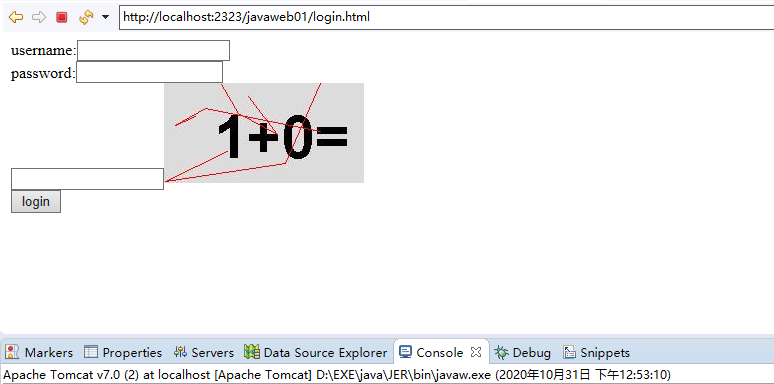 http://localhost:2323/javaweb01/login.html
username:
password:
1+0=
login
Markers Properties Servers Data Source Explorer Console Debug Snippets
Apache Tomcat v7.0 (2) at localhost [Apache Tomcat] D:\EXE\java\JER\bin\javaw.exe (2020年10月31日 下午12:53:10)